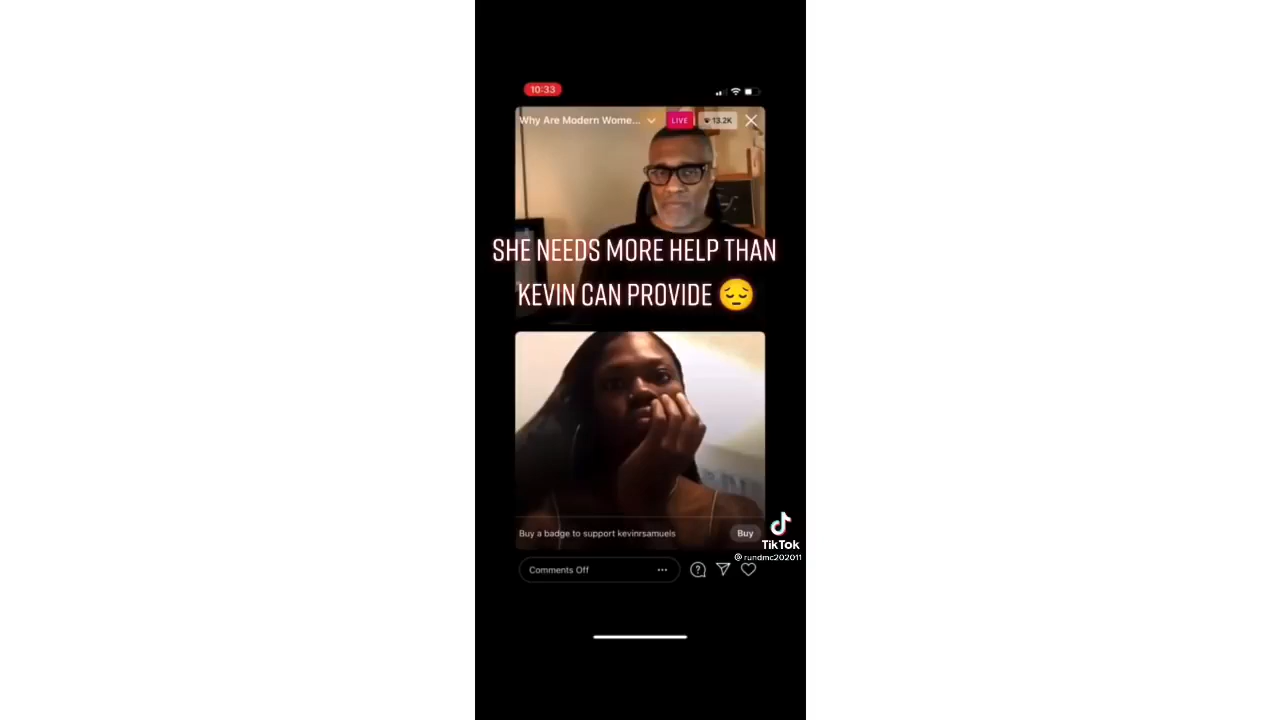 10:33
Why Are Modern Wome... LIVE 13.2K
SHE NEEDS MORE HELP THAN
KEVIN CAN PROVIDE 😔
Buy a badge to support kevinrsamuels Buy
TikTok
@rundmc202011
Comments Off ...